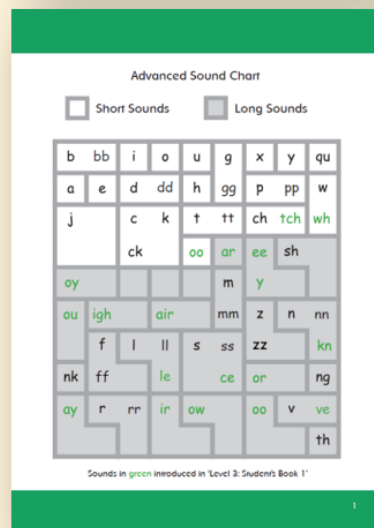 Advanced Sound Chart
Short Sounds Long Sounds
b bb i o u g x y qu
a e d dd h gg p pp w
j c k t tt ch tch wh
ck oo ar ee sh
oy m y
ou igh air mm z n nn
f l ll s ss zz kn
nk ff le ce or ng
ay r rr ir ow oo v ve
th
Sounds in green introduced in 'Level 3: Student's Book 1'
1